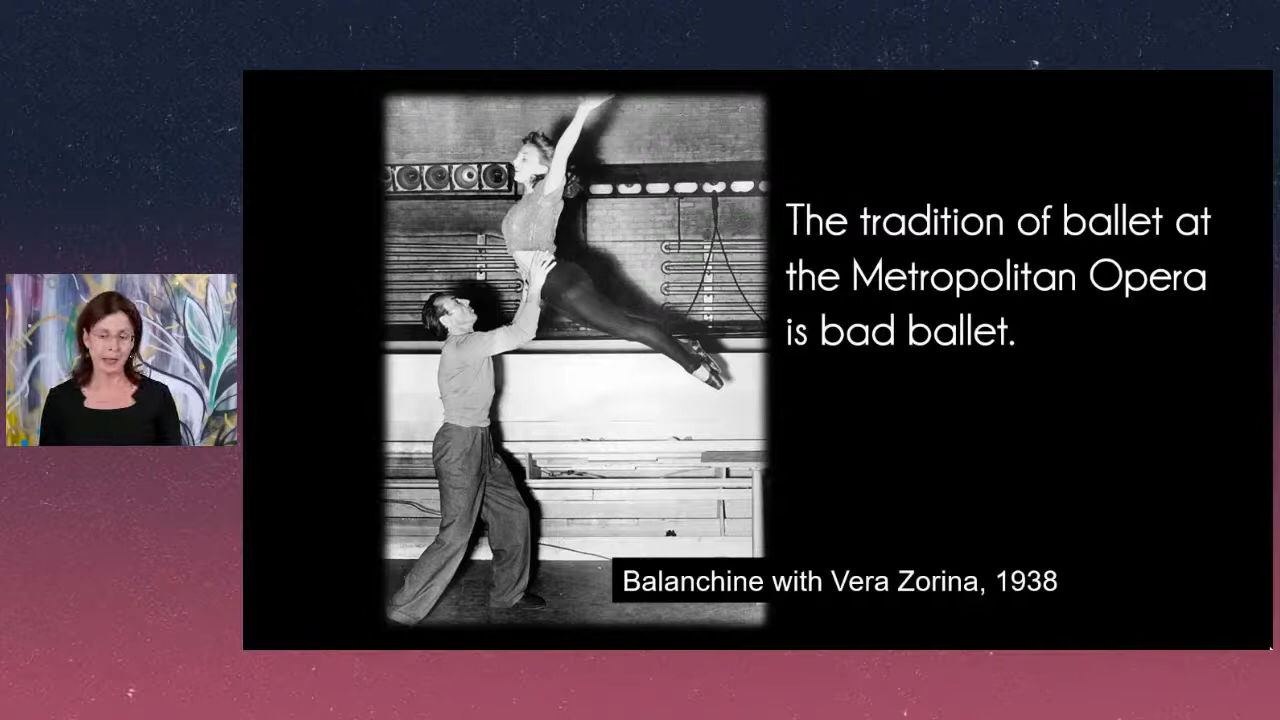 The tradition of ballet at
the Metropolitan Opera
is bad ballet.
Balanchine with Vera Zorina, 1938